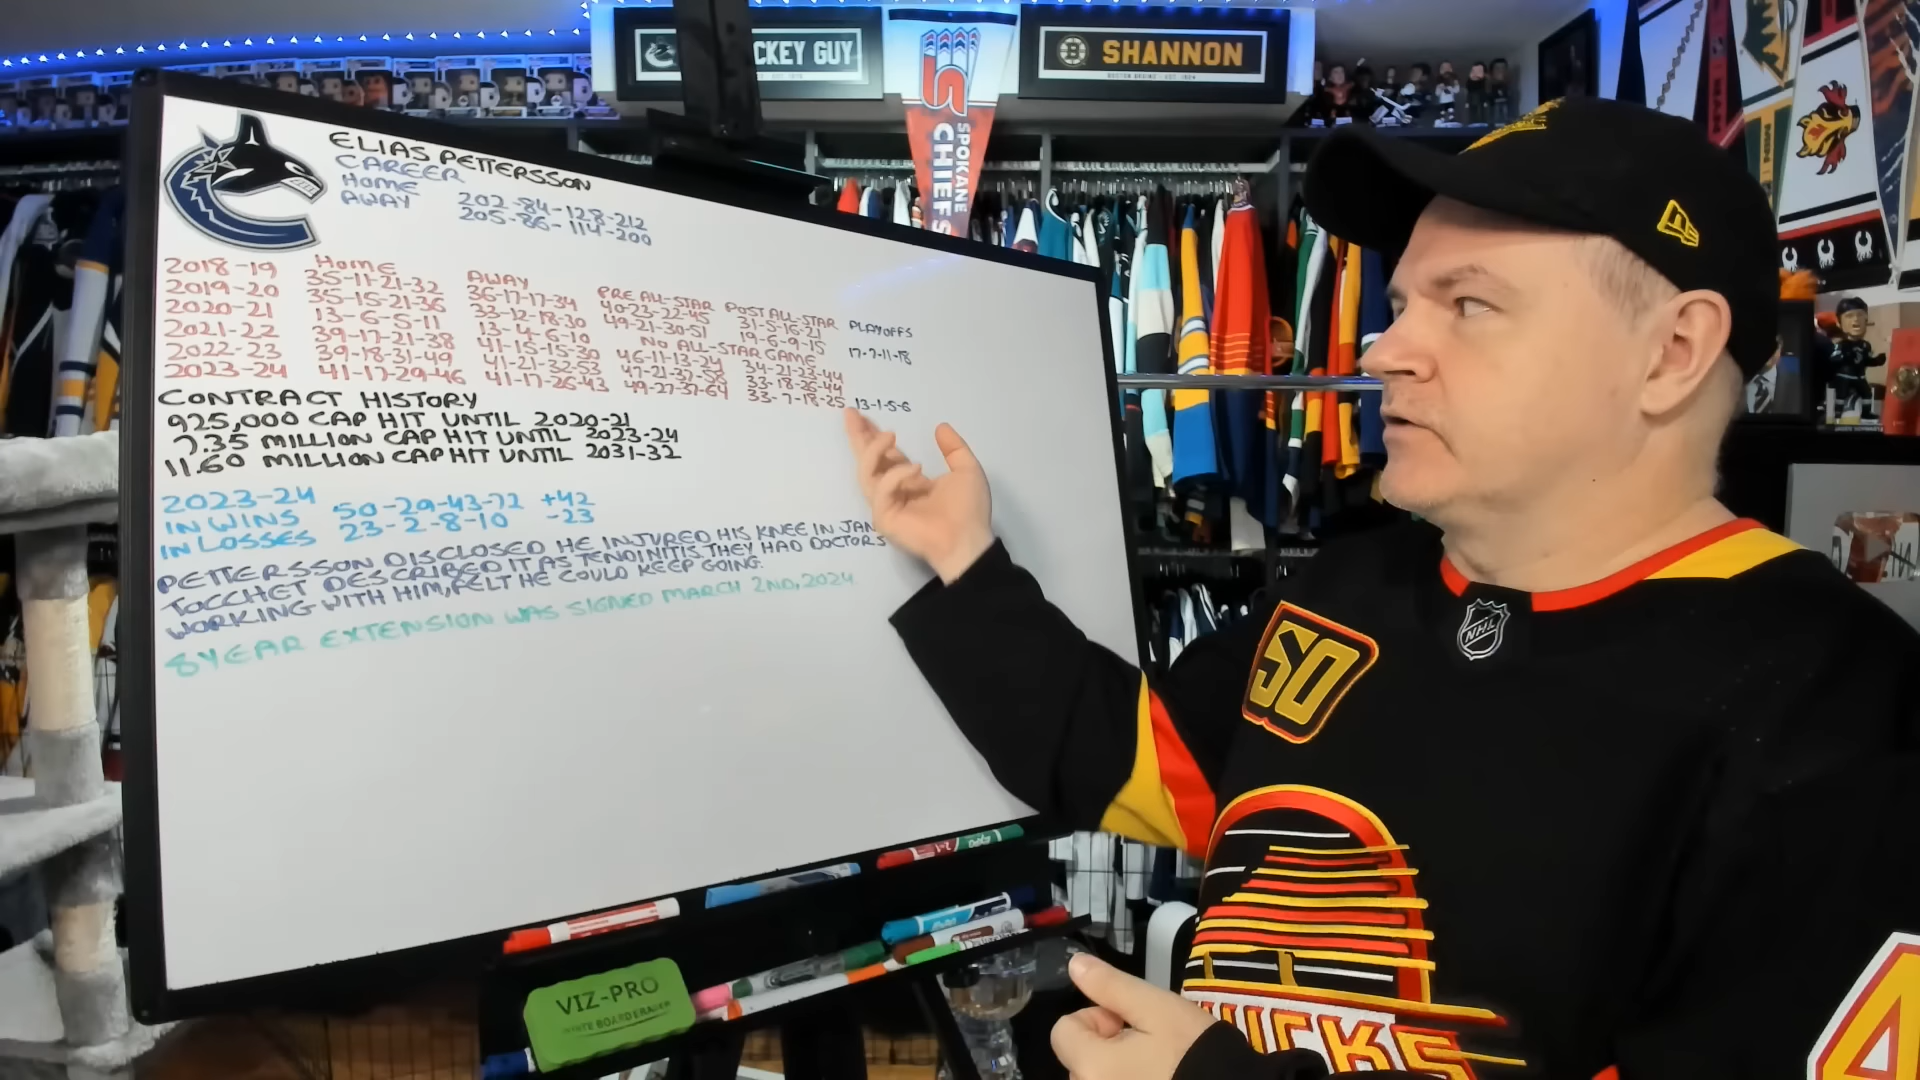 CKEY GUY
SHANNON
SPOKANE
CHIEFS
ELIAS PETTERSSON
CAREER
HOME 202-84-128-212
AWAY 205-86-114-200
HOME AWAY PRE ALL-STAR POST ALL-STAR PLAYOFFS
2018-19 35-11-21-32 36-17-17-34 40-23-22-45 31-5-16-21
2019-20 35-15-21-36 33-12-18-30 49-21-30-51 19-6-9-15 17-7-11-18
2020-21 13-6-5-11 13-4-6-10 NO ALL-STAR GAME
2021-22 39-17-21-38 41-15-15-30 46-11-13-24 34-21-23-44
2022-23 39-18-31-49 41-21-32-53 47-21-37-58 33-18-26-44
2023-24 41-17-29-46 41-17-26-43 49-27-37-64 33-7-18-25 13-1-5-6
CONTRACT HISTORY
925,000 CAP HIT UNTIL 2020-21
7.35 MILLION CAP HIT UNTIL 2023-24
11.60 MILLION CAP HIT UNTIL 2031-32
2023-24
IN WINS 50-29-43-72 +42
IN LOSSES 23-2-8-10 -23
PETTERSSON DISCLOSED HE INJURED HIS KNEE IN JAN
TOCCHET DESCRIBED IT AS TENDINITIS. THEY HAD DOCTORS
WORKING WITH HIM, FELT HE COULD KEEP GOING.
8 YEAR EXTENSION WAS SIGNED MARCH 2ND, 2024.
50
NHL
VIZ-PRO
WHITE BOARD ERASER